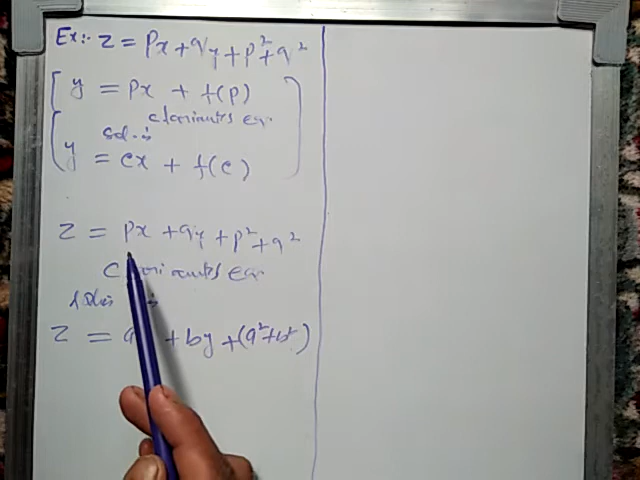 Ex:- z = px + qy + p² + q²
y = px + f(p)
y = cx + f(c)
z = px + qy + p² + q²
z = a + by + (a² + b²)